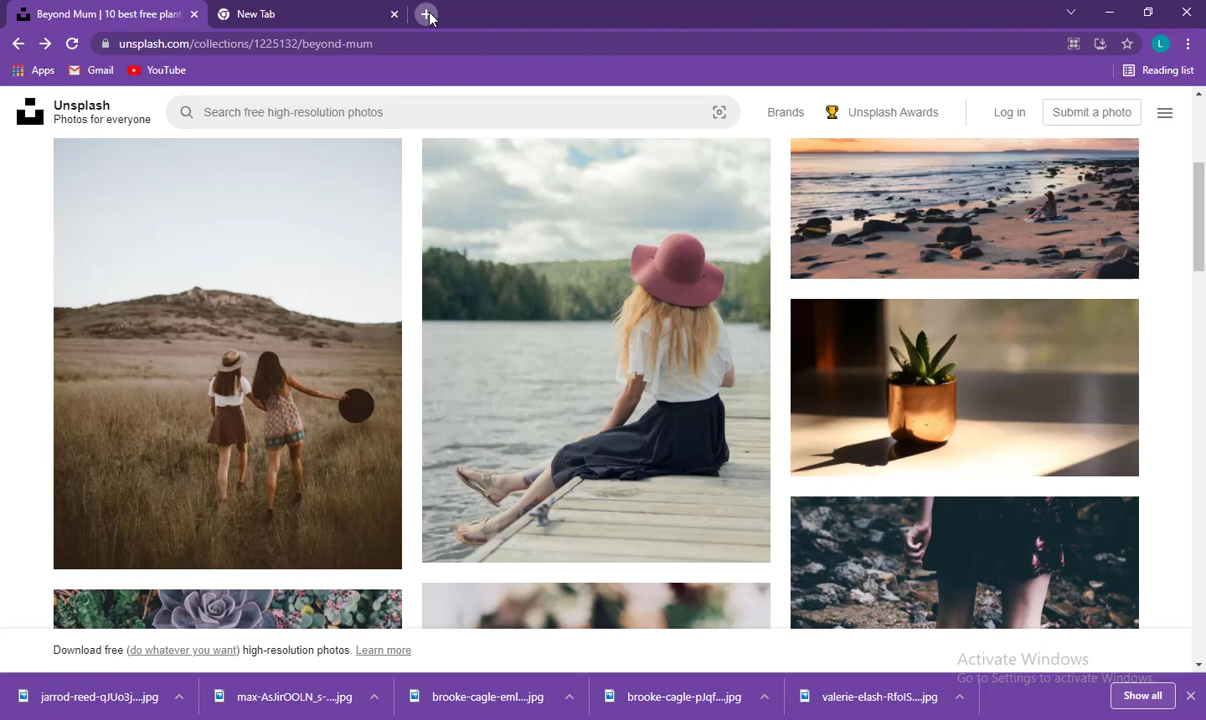 Beyond Mum | 10 best free plant
New Tab
unsplash.com/collections/1225132/beyond-mum
L
Apps
Gmail
YouTube
Reading list
Unsplash
Photos for everyone
Search free high-resolution photos
Brands
Unsplash Awards
Log in
Submit a photo
Download free (do whatever you want) high-resolution photos. Learn more
Activate Windows
Go to Settings to activate Windows.
jarrod-reed-qJUo3j....jpg
max-AsJirOOLN_s-....jpg
brooke-cagle-eml....jpg
brooke-cagle-pJqf....jpg
valerie-elash-RfoIS....jpg
Show all